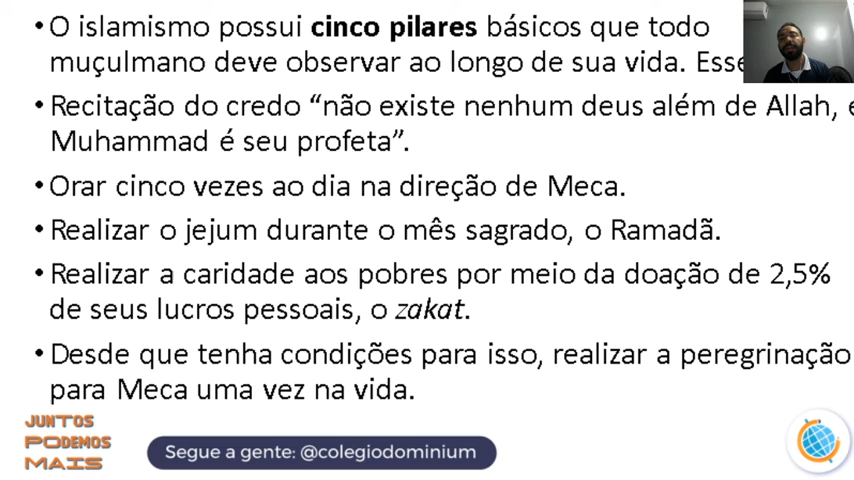 • O islamismo possui cinco pilares básicos que todo
muçulmano deve observar ao longo de sua vida. Esse
• Recitação do credo “não existe nenhum deus além de Allah, e
Muhammad é seu profeta”.
• Orar cinco vezes ao dia na direção de Meca.
• Realizar o jejum durante o mês sagrado, o Ramadã.
• Realizar a caridade aos pobres por meio da doação de 2,5%
de seus lucros pessoais, o zakat.
• Desde que tenha condições para isso, realizar a peregrinação
para Meca uma vez na vida.
JUNTOS
PODEMOS
MAIS
Segue a gente: @colegiodominium